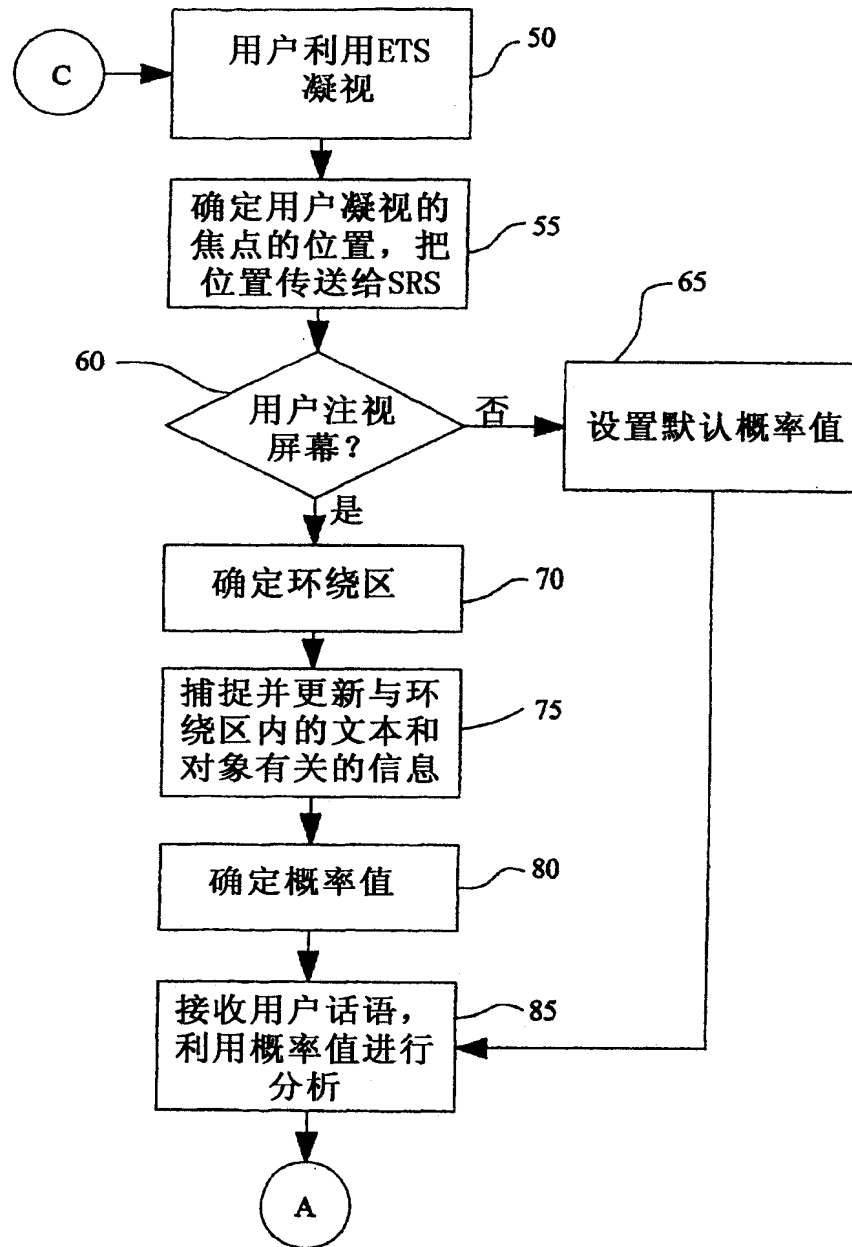 C
用户利用ETS
凝视
50
确定用户凝视的
焦点的位置，把
位置传送给SRS
55
60
用户注视
屏幕？
否
65
设置默认概率值
是
确定环绕区
70
捕捉并更新与环
绕区内的文本和
对象有关的信息
75
确定概率值
80
接收用户话语，
利用概率值进行
分析
85
A